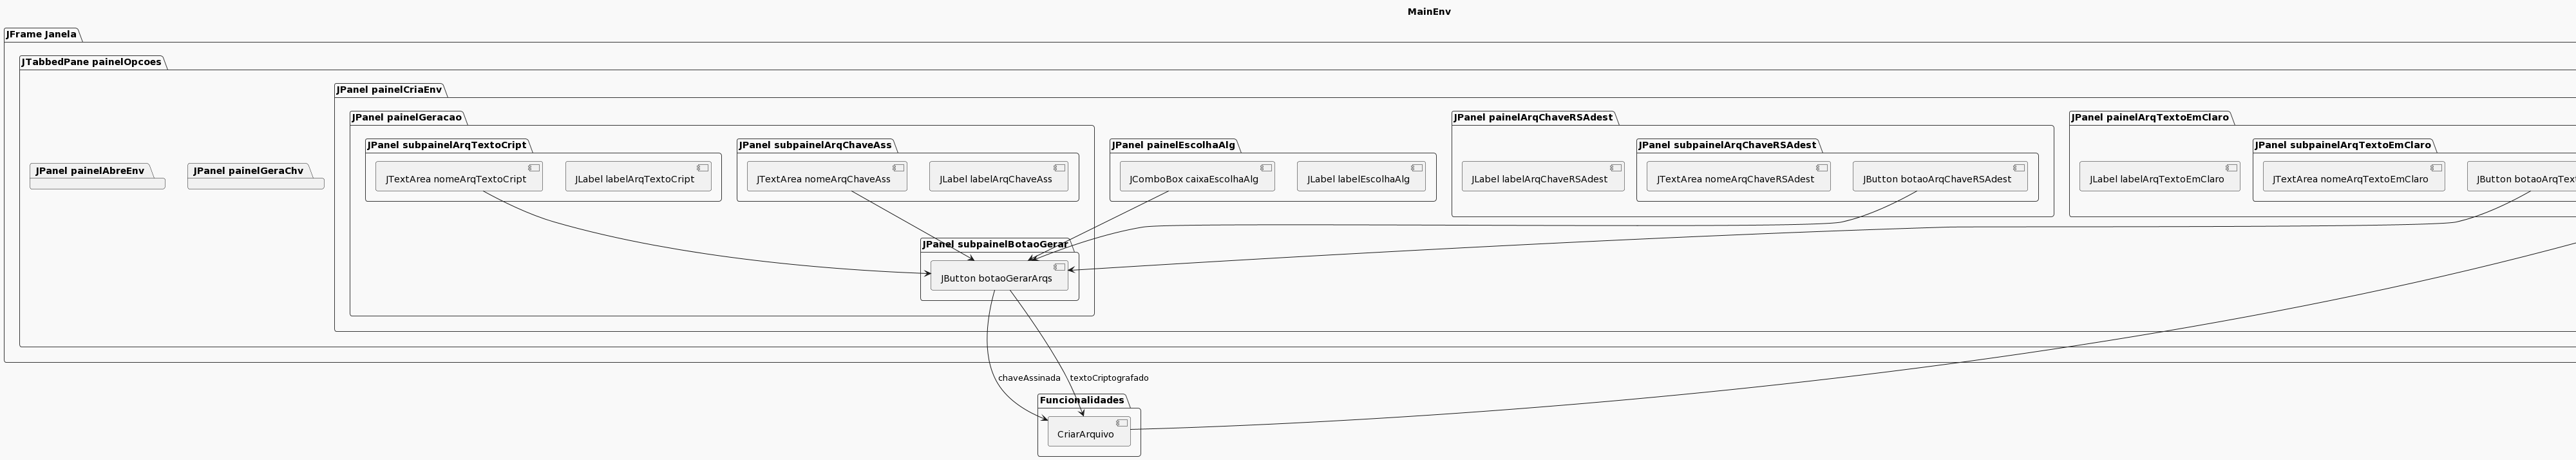 MainEnv
JFrame Janela
JTabbedPane painelOpcoes
JPanel painelCriaEnv
JPanel painelGeracao
JPanel painelArqChaveRSAdest
JPanel painelArqTextoEmClaro
JPanel subpainelArqTextoCript
JPanel subpainelArqChaveAss
JPanel painelEscolhaAlg
JPanel subpainelArqChaveRSAdest
JPanel subpainelArqTextoEmClaro
JPanel painelAbreEnv
JPanel painelGeraChv
JTextArea nomeArqTextoCript
JLabel labelArqTextoCript
JTextArea nomeArqChaveAss
JLabel labelArqChaveAss
JComboBox caixaEscolhaAlg
JLabel labelEscolhaAlg
JLabel labelArqChaveRSAdest
JTextArea nomeArqChaveRSAdest
JButton botaoArqChaveRSAdest
JLabel labelArqTextoEmClaro
JTextArea nomeArqTextoEmClaro
JButton
JPanel subpainelBotaoGerar
JButton botaoGerarArqs
chaveAssinada
textoCriptografado
Funcionalidades
CriarArquivo